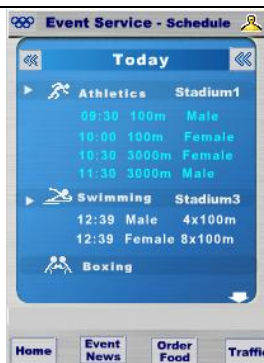 Event Service - Schedule
Today
Athletics Stadium1
09:30 100m Male
10:00 100m Female
10:30 3000m Female
11:30 3000m Male
Swimming Stadium3
12:39 Male 4x100m
12:39 Female 8x100m
Boxing
Home Event News Order Food Traffic